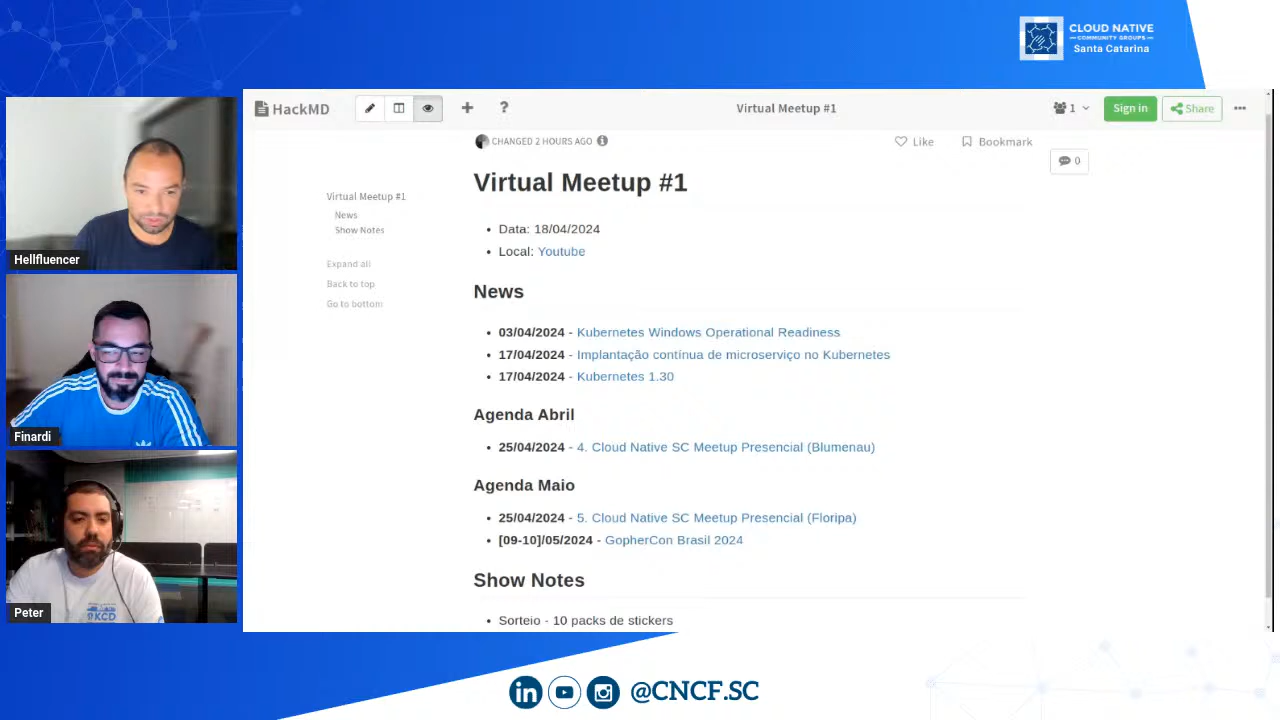 CLOUD NATIVE
COMMUNITY GROUPS
Santa Catarina
HackMD
?
Virtual Meetup #1
1
Sign in
Share
CHANGED 2 HOURS AGO
Like
Bookmark
0
Virtual Meetup #1
News
Show Notes
Expand all
Back to top
Go to bottom
Virtual Meetup #1
Data: 18/04/2024
Local: Youtube
News
03/04/2024 - Kubernetes Windows Operational Readiness
17/04/2024 - Implantação contínua de microserviço no Kubernetes
17/04/2024 - Kubernetes 1.30
Agenda Abril
25/04/2024 - 4. Cloud Native SC Meetup Presencial (Blumenau)
Agenda Maio
25/04/2024 - 5. Cloud Native SC Meetup Presencial (Floripa)
[09-10]/05/2024 - GopherCon Brasil 2024
Show Notes
Sorteio - 10 packs de stickers
Hellfluencer
Finardi
KCD
Peter
in
@CNCF.SC